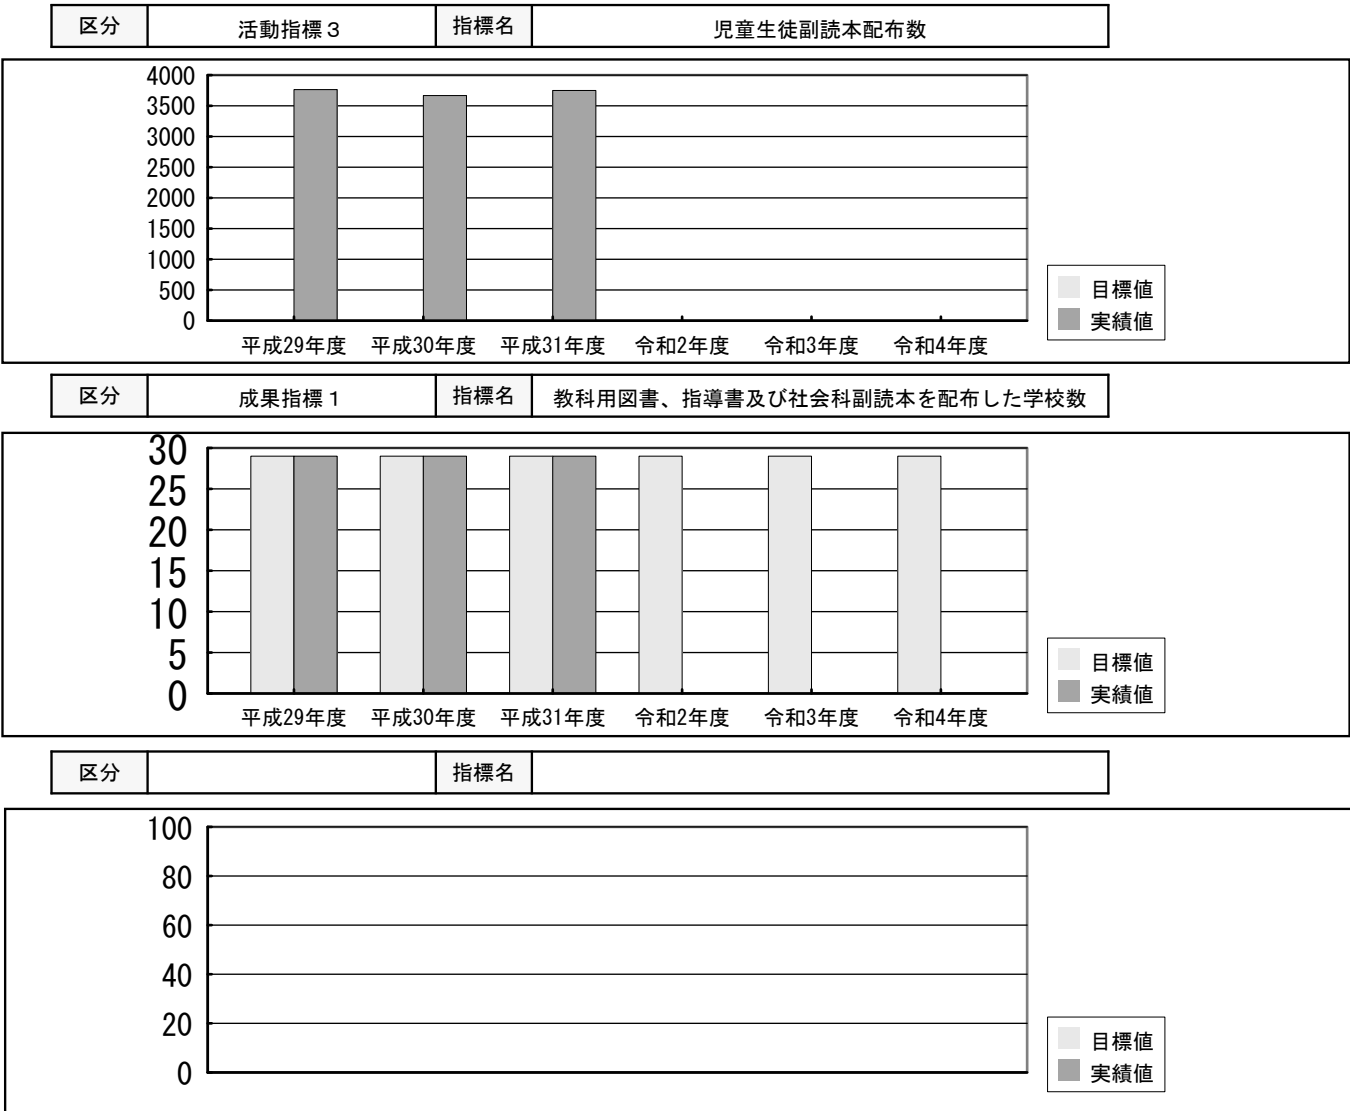 区分 活動指標３ 指標名 児童生徒副読本配布数
4000
3500
3000
2500
2000
1500
1000
500
0
平成29年度 平成30年度 平成31年度 令和2年度 令和3年度 令和4年度
目標値
実績値
区分 成果指標１ 指標名 教科用図書、指導書及び社会科副読本を配布した学校数
30
25
20
15
10
5
0
平成29年度 平成30年度 平成31年度 令和2年度 令和3年度 令和4年度
目標値
実績値
区分 指標名
100
80
60
40
20
0
目標値
実績値